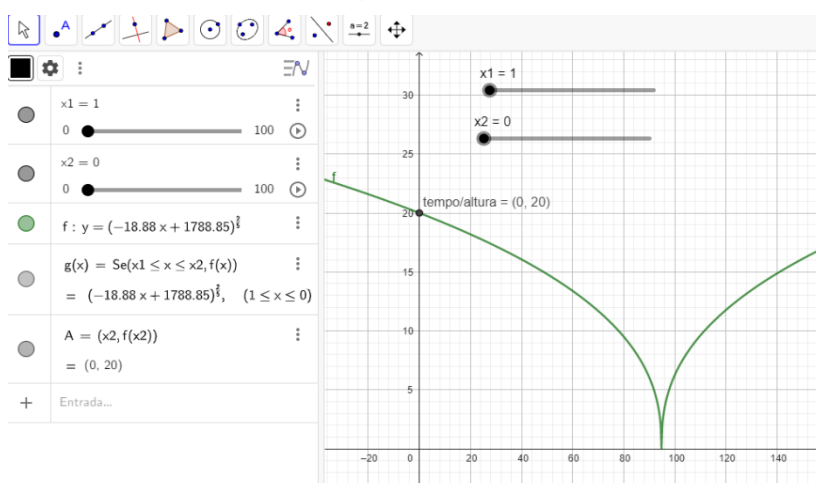 A
a=2
x1 = 1
0 100
x2 = 0
0 100
f : y = (−18.88 x + 1788.85)^(2/5)
g(x) = Se(x1 ≤ x ≤ x2, f(x))
= (−18.88 x + 1788.85)^(2/5), (1 ≤ x ≤ 0)
A = (x2, f(x2))
= (0, 20)
+ Entrada...
x1 = 1
x2 = 0
f
tempo/altura = (0, 20)
30
25
20
15
10
5
−20 0 20 40 60 80 100 120 140